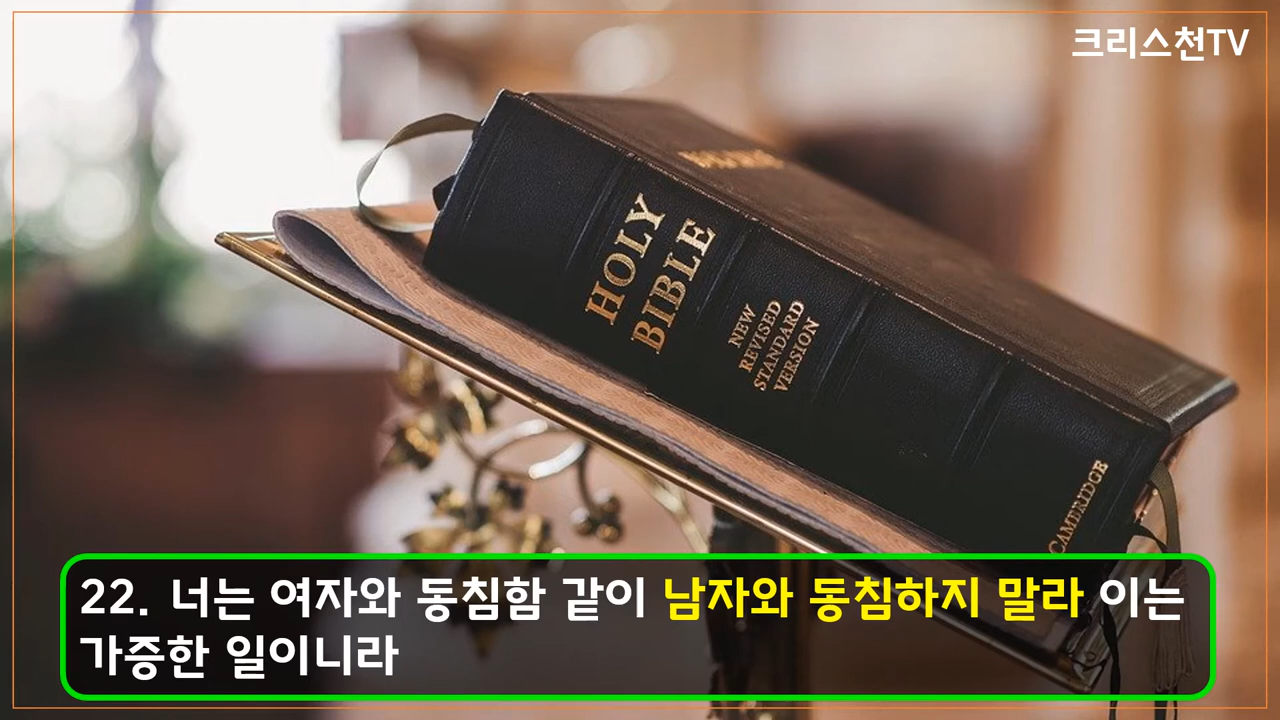 크리스천TV
HOLY
BIBLE
NEW
REVISED
STANDARD
VERSION
CAMBRIDGE
22. 너는 여자와 동침함 같이 남자와 동침하지 말라 이는
가증한 일이니라